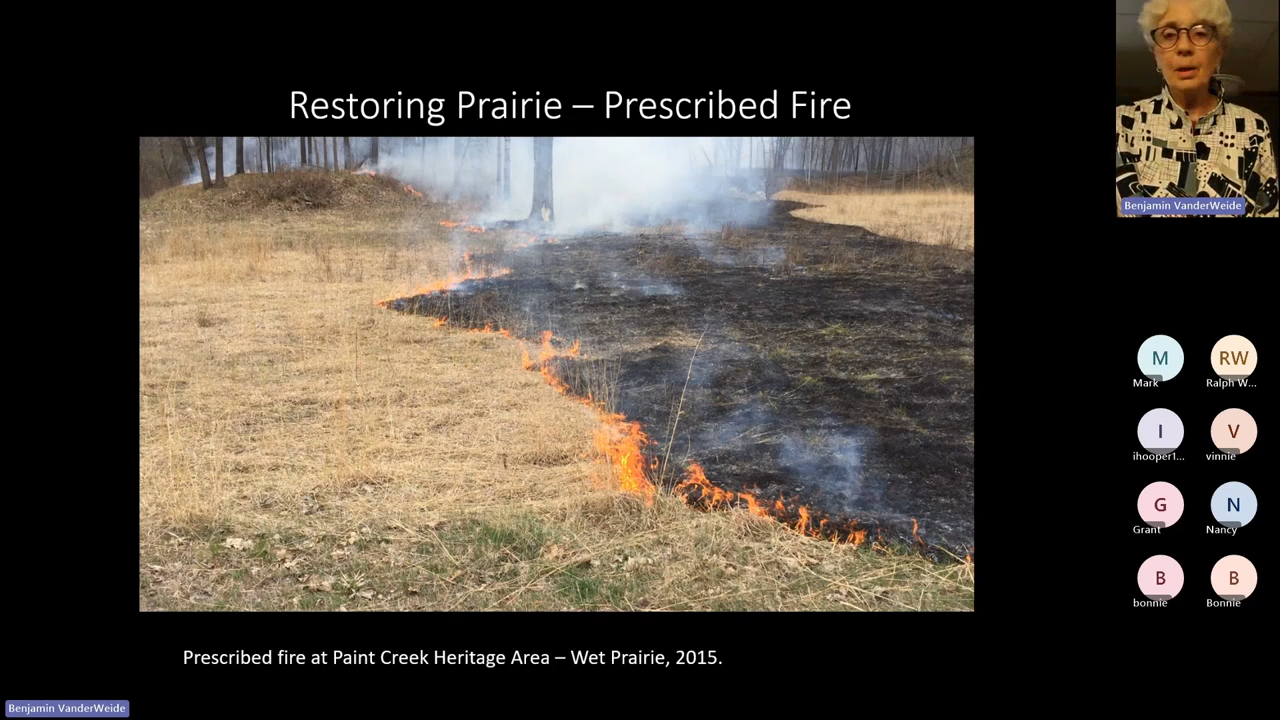 Restoring Prairie – Prescribed Fire
Prescribed fire at Paint Creek Heritage Area – Wet Prairie, 2015.
Benjamin VanderWeide
M
RW
Mark
Ralph W...
I
V
ihooper1...
vinnie
G
N
Grant
Nancy
B
B
bonnie
Bonnie
Benjamin VanderWeide